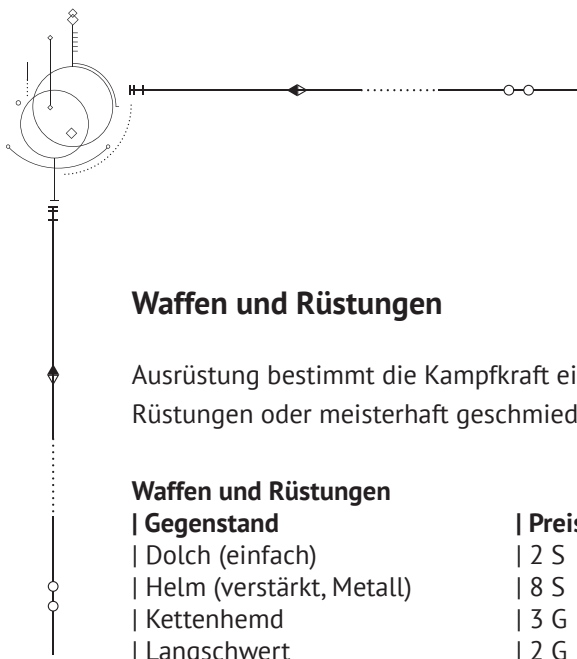 Waffen und Rüstungen
Ausrüstung bestimmt die Kampfkraft
Rüstungen oder meisterhaft
Waffen und Rüstungen
| Gegenstand |
| Dolch (einfach) | 2 S
| Helm (verstärkt, Metall) | 8 S
| Kettenhemd | 3 G
| Langschwert | 2 G